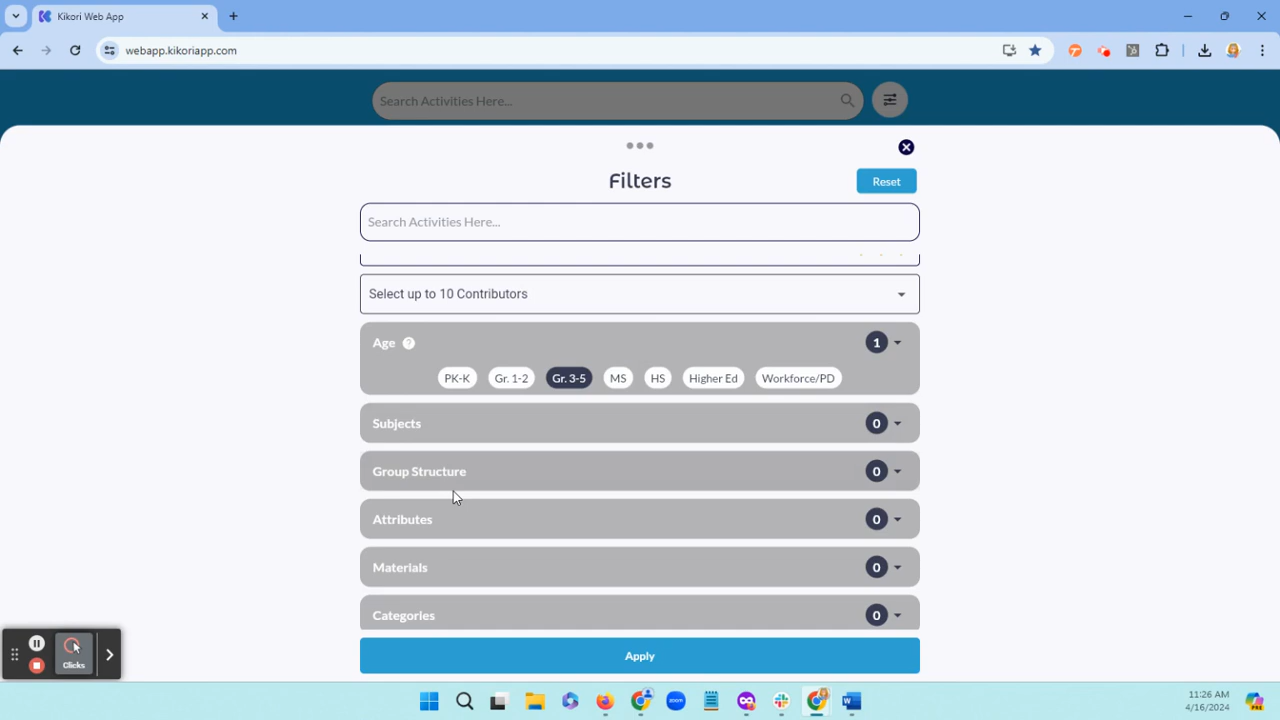 Kikori Web App
webapp.kikoriapp.com
Search Activities Here...
Filters
Reset
Search Activities Here...
Select up to 10 Contributors
Age ? 1
PK-K Gr. 1-2 Gr. 3-5 MS HS Higher Ed Workforce/PD
Subjects 0
Group Structure 0
Attributes 0
Materials 0
Categories 0
Apply
Clicks
zoom
11:26 AM
4/16/2024